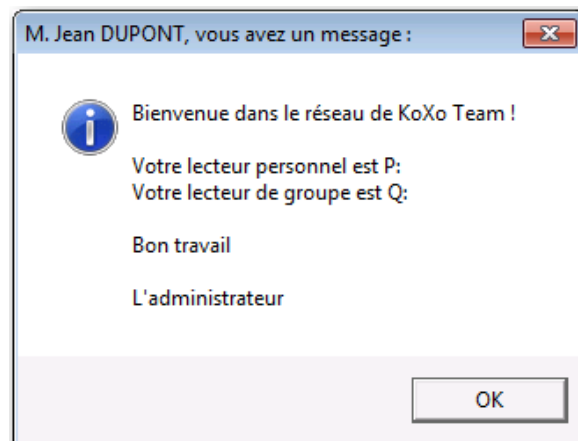 M. Jean DUPONT, vous avez un message :
Bienvenue dans le réseau de KoXo Team !
Votre lecteur personnel est P:
Votre lecteur de groupe est Q:
Bon travail
L'administrateur
OK